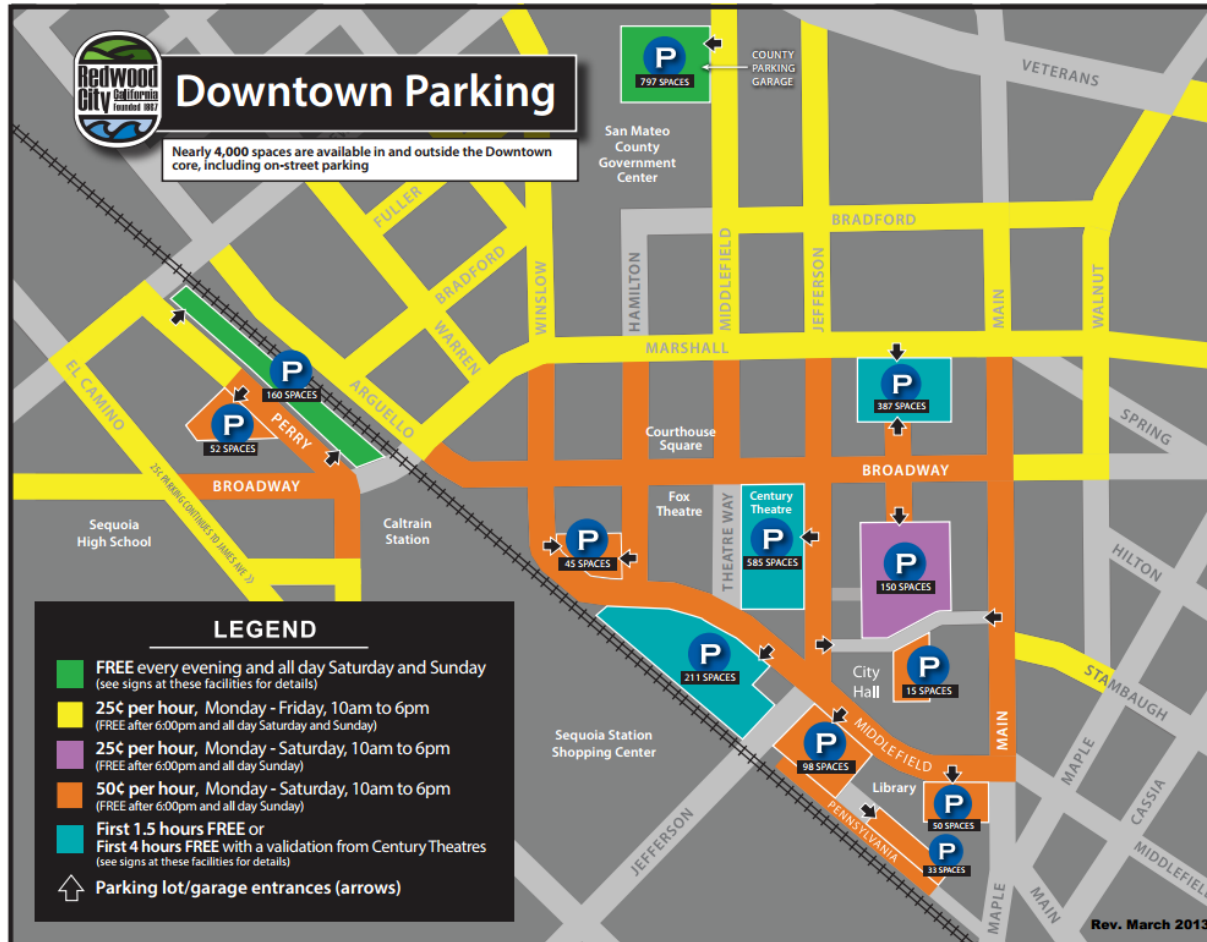 Redwood
City
California
Founded 1867
Downtown Parking
Nearly 4,000 spaces are available in and outside the Downtown
core, including on-street parking
P
797 SPACES
COUNTY
PARKING
GARAGE
VETERANS
San Mateo
County
Government
Center
FULLER
BRADFORD
BRADFORD
WINSLOW
HAMILTON
MIDDLEFIELD
JEFFERSON
MAIN
WALNUT
WARREN
MARSHALL
EL CAMINO
ARGUELLO
P
160 SPACES
P
52 SPACES
PERRY
P
387 SPACES
SPRING
Courthouse
Square
BROADWAY
BROADWAY
25¢ PARKING CONTINUES TO JAMES AVE >>
Sequoia
High School
Caltrain
Station
Fox
Theatre
THEATRE WAY
Century
Theatre
P
585 SPACES
P
45 SPACES
P
150 SPACES
HILTON
P
211 SPACES
City
Hall
P
15 SPACES
STAMBAUGH
Sequoia Station
Shopping Center
P
98 SPACES
MIDDLEFIELD
MAIN
MAPLE
CASSIA
Library
P
50 SPACES
PENNSYLVANIA
P
33 SPACES
JEFFERSON
MIDDLEFIELD
MAPLE
MAIN
LEGEND
FREE every evening and all day Saturday and Sunday
(see signs at these facilities for details)
25¢ per hour, Monday - Friday, 10am to 6pm
(FREE after 6:00pm and all day Saturday and Sunday)
25¢ per hour, Monday - Saturday, 10am to 6pm
(FREE after 6:00pm and all day Sunday)
50¢ per hour, Monday - Saturday, 10am to 6pm
(FREE after 6:00pm and all day Sunday)
First 1.5 hours FREE or
First 4 hours FREE with a validation from Century Theatres
(see signs at these facilities for details)
Parking lot/garage entrances (arrows)
Rev. March 2013